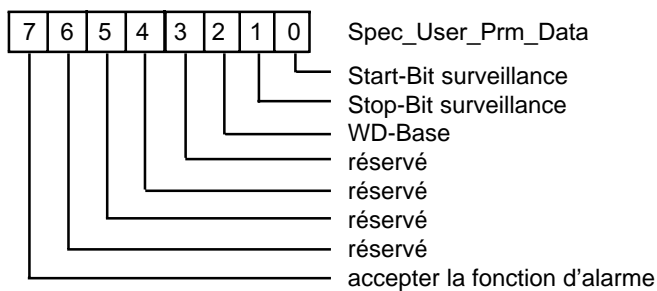 7 6 5 4 3 2 1 0 Spec_User_Prm_Data
Start-Bit surveillance
Stop-Bit surveillance
WD-Base
réservé
réservé
réservé
réservé
accepter la fonction d'alarme